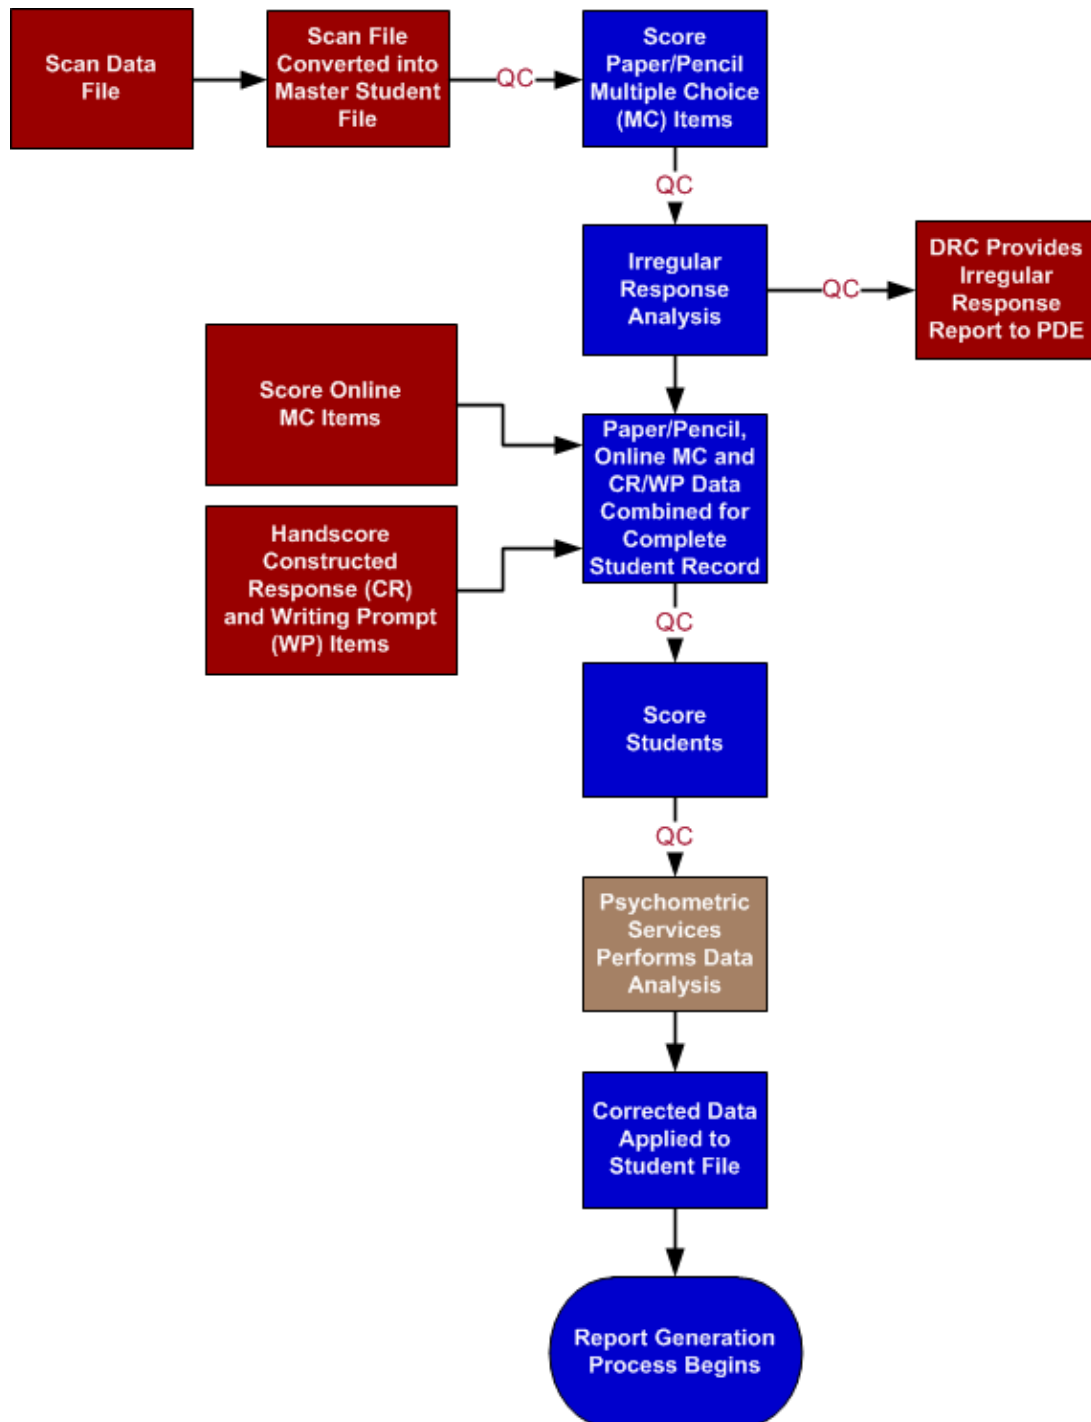 Scan Data
File
Scan File
Converted into
Master Student
File
QC
Score
Paper/Pencil
Multiple Choice
(MC) Items
QC
Irregular
Response
Analysis
QC
DRC Provides
Irregular
Response
Report to PDE
Score Online
MC Items
Handscore
Constructed
Response (CR)
and Writing Prompt
(WP) Items
Paper/Pencil,
Online MC and
CR/WP Data
Combined for
Complete
Student Record
QC
Score
Students
QC
Psychometric
Services
Performs Data
Analysis
Corrected Data
Applied to
Student File
Report Generation
Process Begins